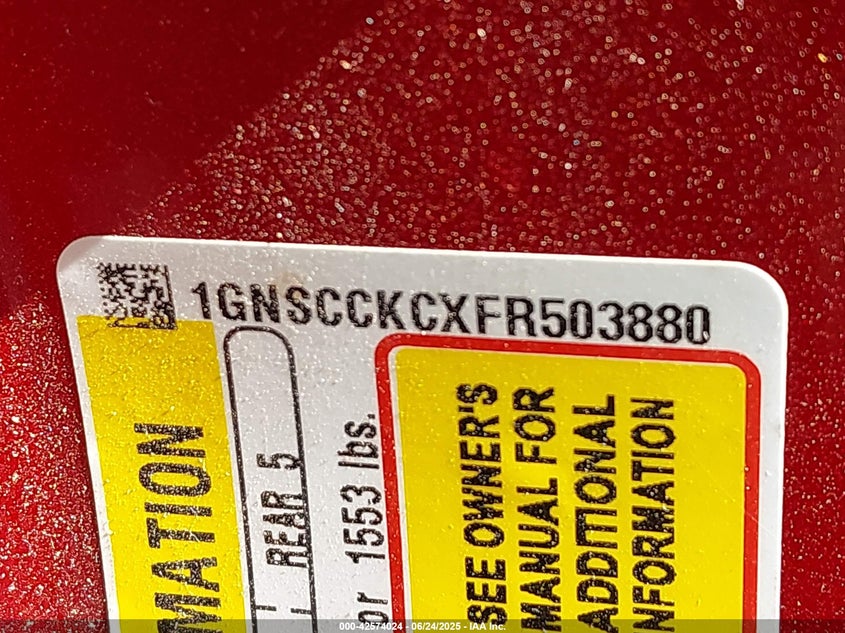 1GNSCCKCXFR503880
MATION
REAR 5
or 1553 lbs.
SEE OWNER'S
MANUAL FOR
ADDITIONAL
INFORMATION
000-42574024 - 06/24/2025 - IAA Inc.